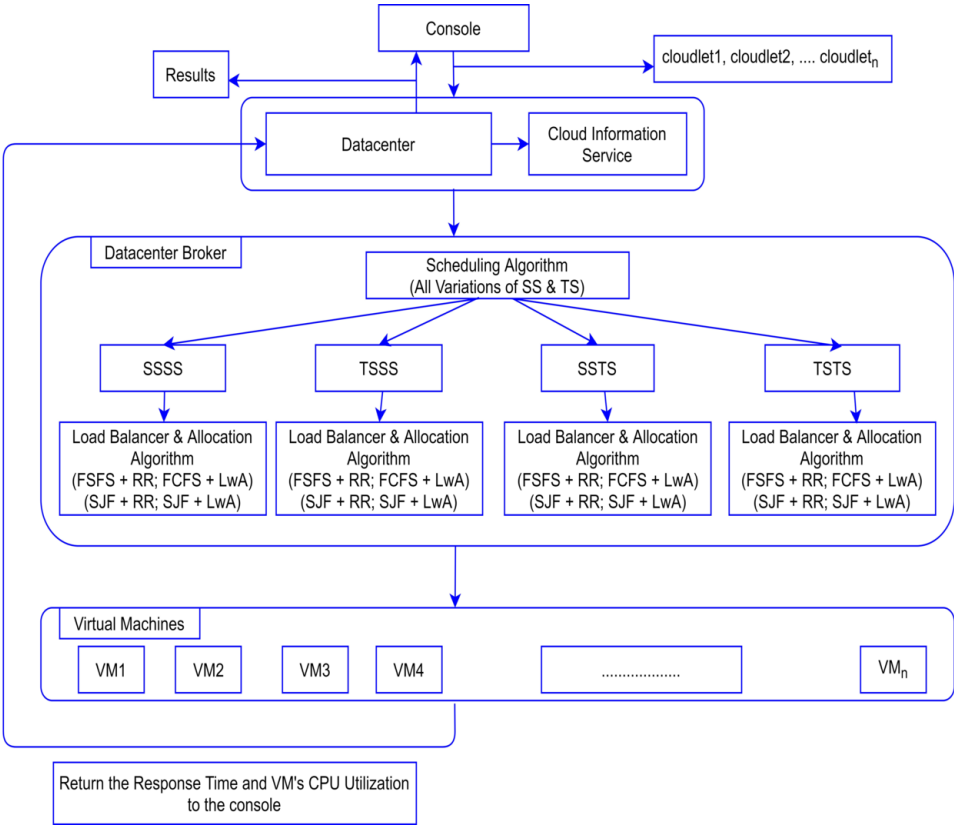 Console
cloudlet1, cloudlet2, .... cloudletn
Results
Datacenter
Cloud Information
Service
Datacenter Broker
Scheduling Algorithm
(All Variations of SS & TS)
SSSS
TSSS
SSTS
TSTS
Load Balancer & Allocation
Algorithm
(FSFS + RR; FCFS + LwA)
(SJF + RR; SJF + LwA)
Load Balancer & Allocation
Algorithm
(FSFS + RR; FCFS + LwA)
(SJF + RR; SJF + LwA)
Load Balancer & Allocation
Algorithm
(FSFS + RR; FCFS + LwA)
(SJF + RR; SJF + LwA)
Load Balancer & Allocation
Algorithm
(FSFS + RR; FCFS + LwA)
(SJF + RR; SJF + LwA)
Virtual Machines
VM1
VM2
VM3
VM4
...................
VMn
Return the Response Time and VM's CPU Utilization
to the console